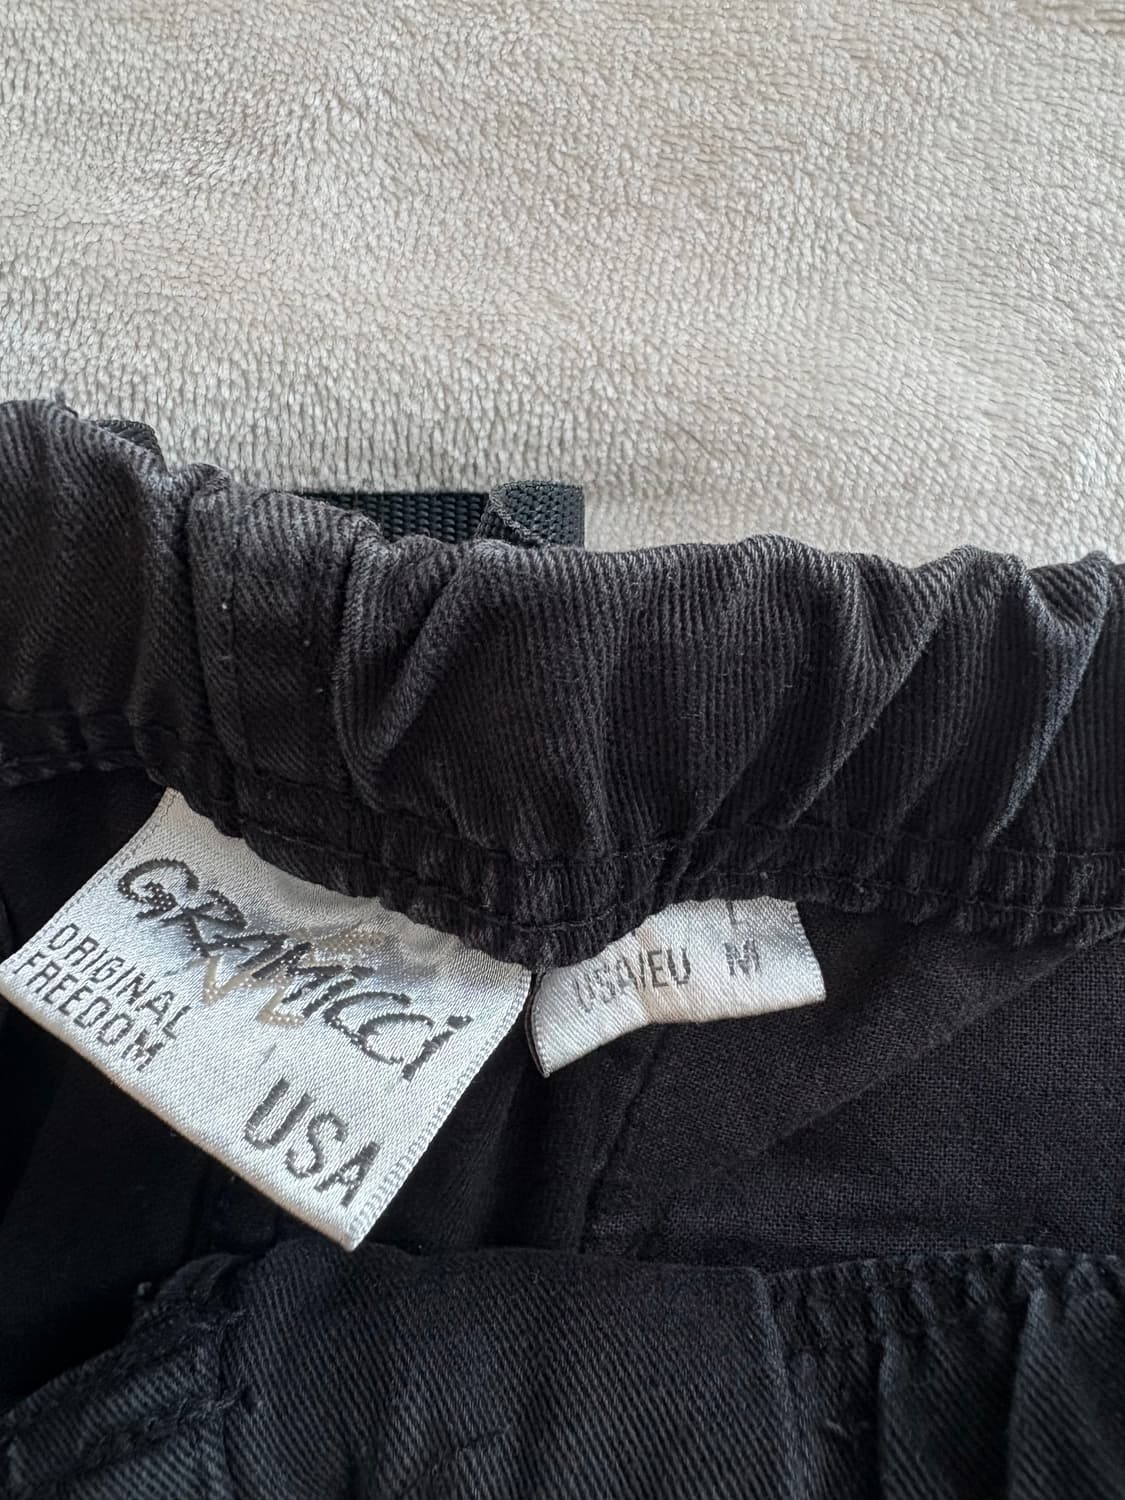 GRAMICCI
ORIGINAL
FREEDOM
USA
USA/EU M